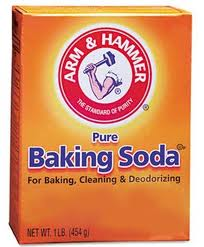 ARM & HAMMER
THE STANDARD OF PURITY
Pure
Baking Soda
For Baking, Cleaning & Deodorizing
NET WT. 1 LB. (454 g)